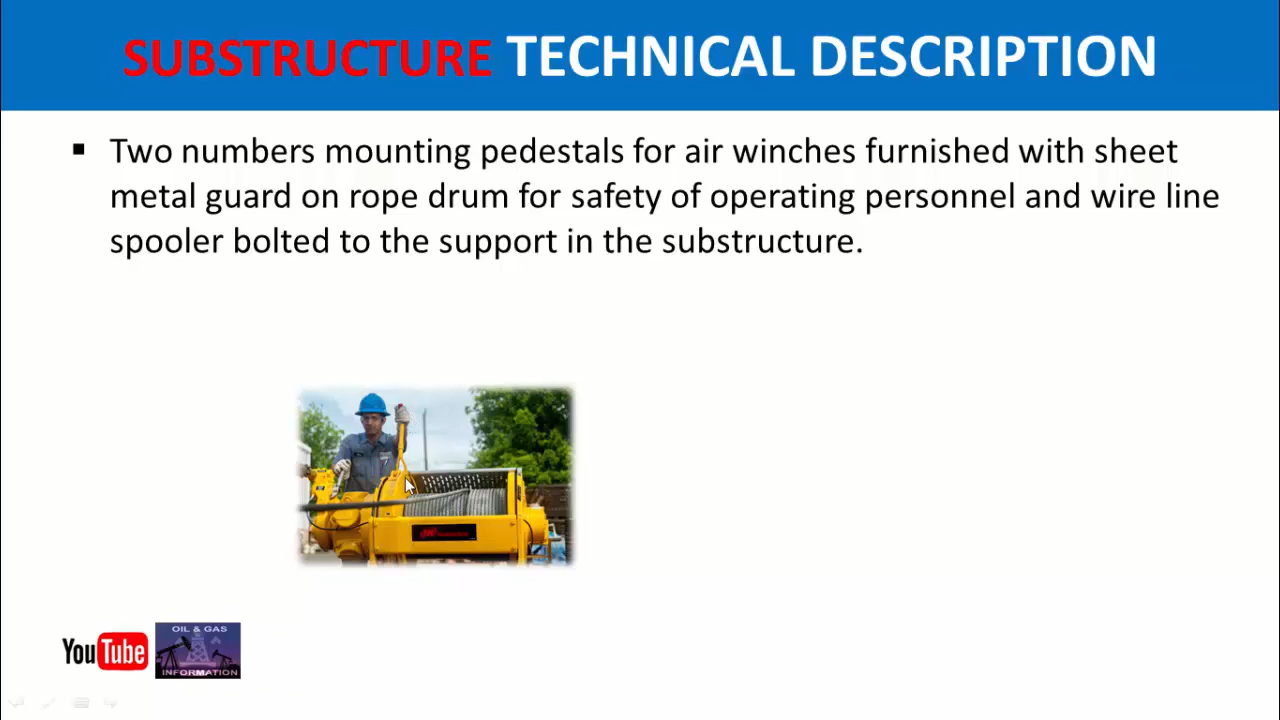 SUBSTRUCTURE TECHNICAL DESCRIPTION
▪ Two numbers mounting pedestals for air winches furnished with sheet
metal guard on rope drum for safety of operating personnel and wire line
spooler bolted to the support in the substructure.
YouTube
OIL & GAS
INFORMATION